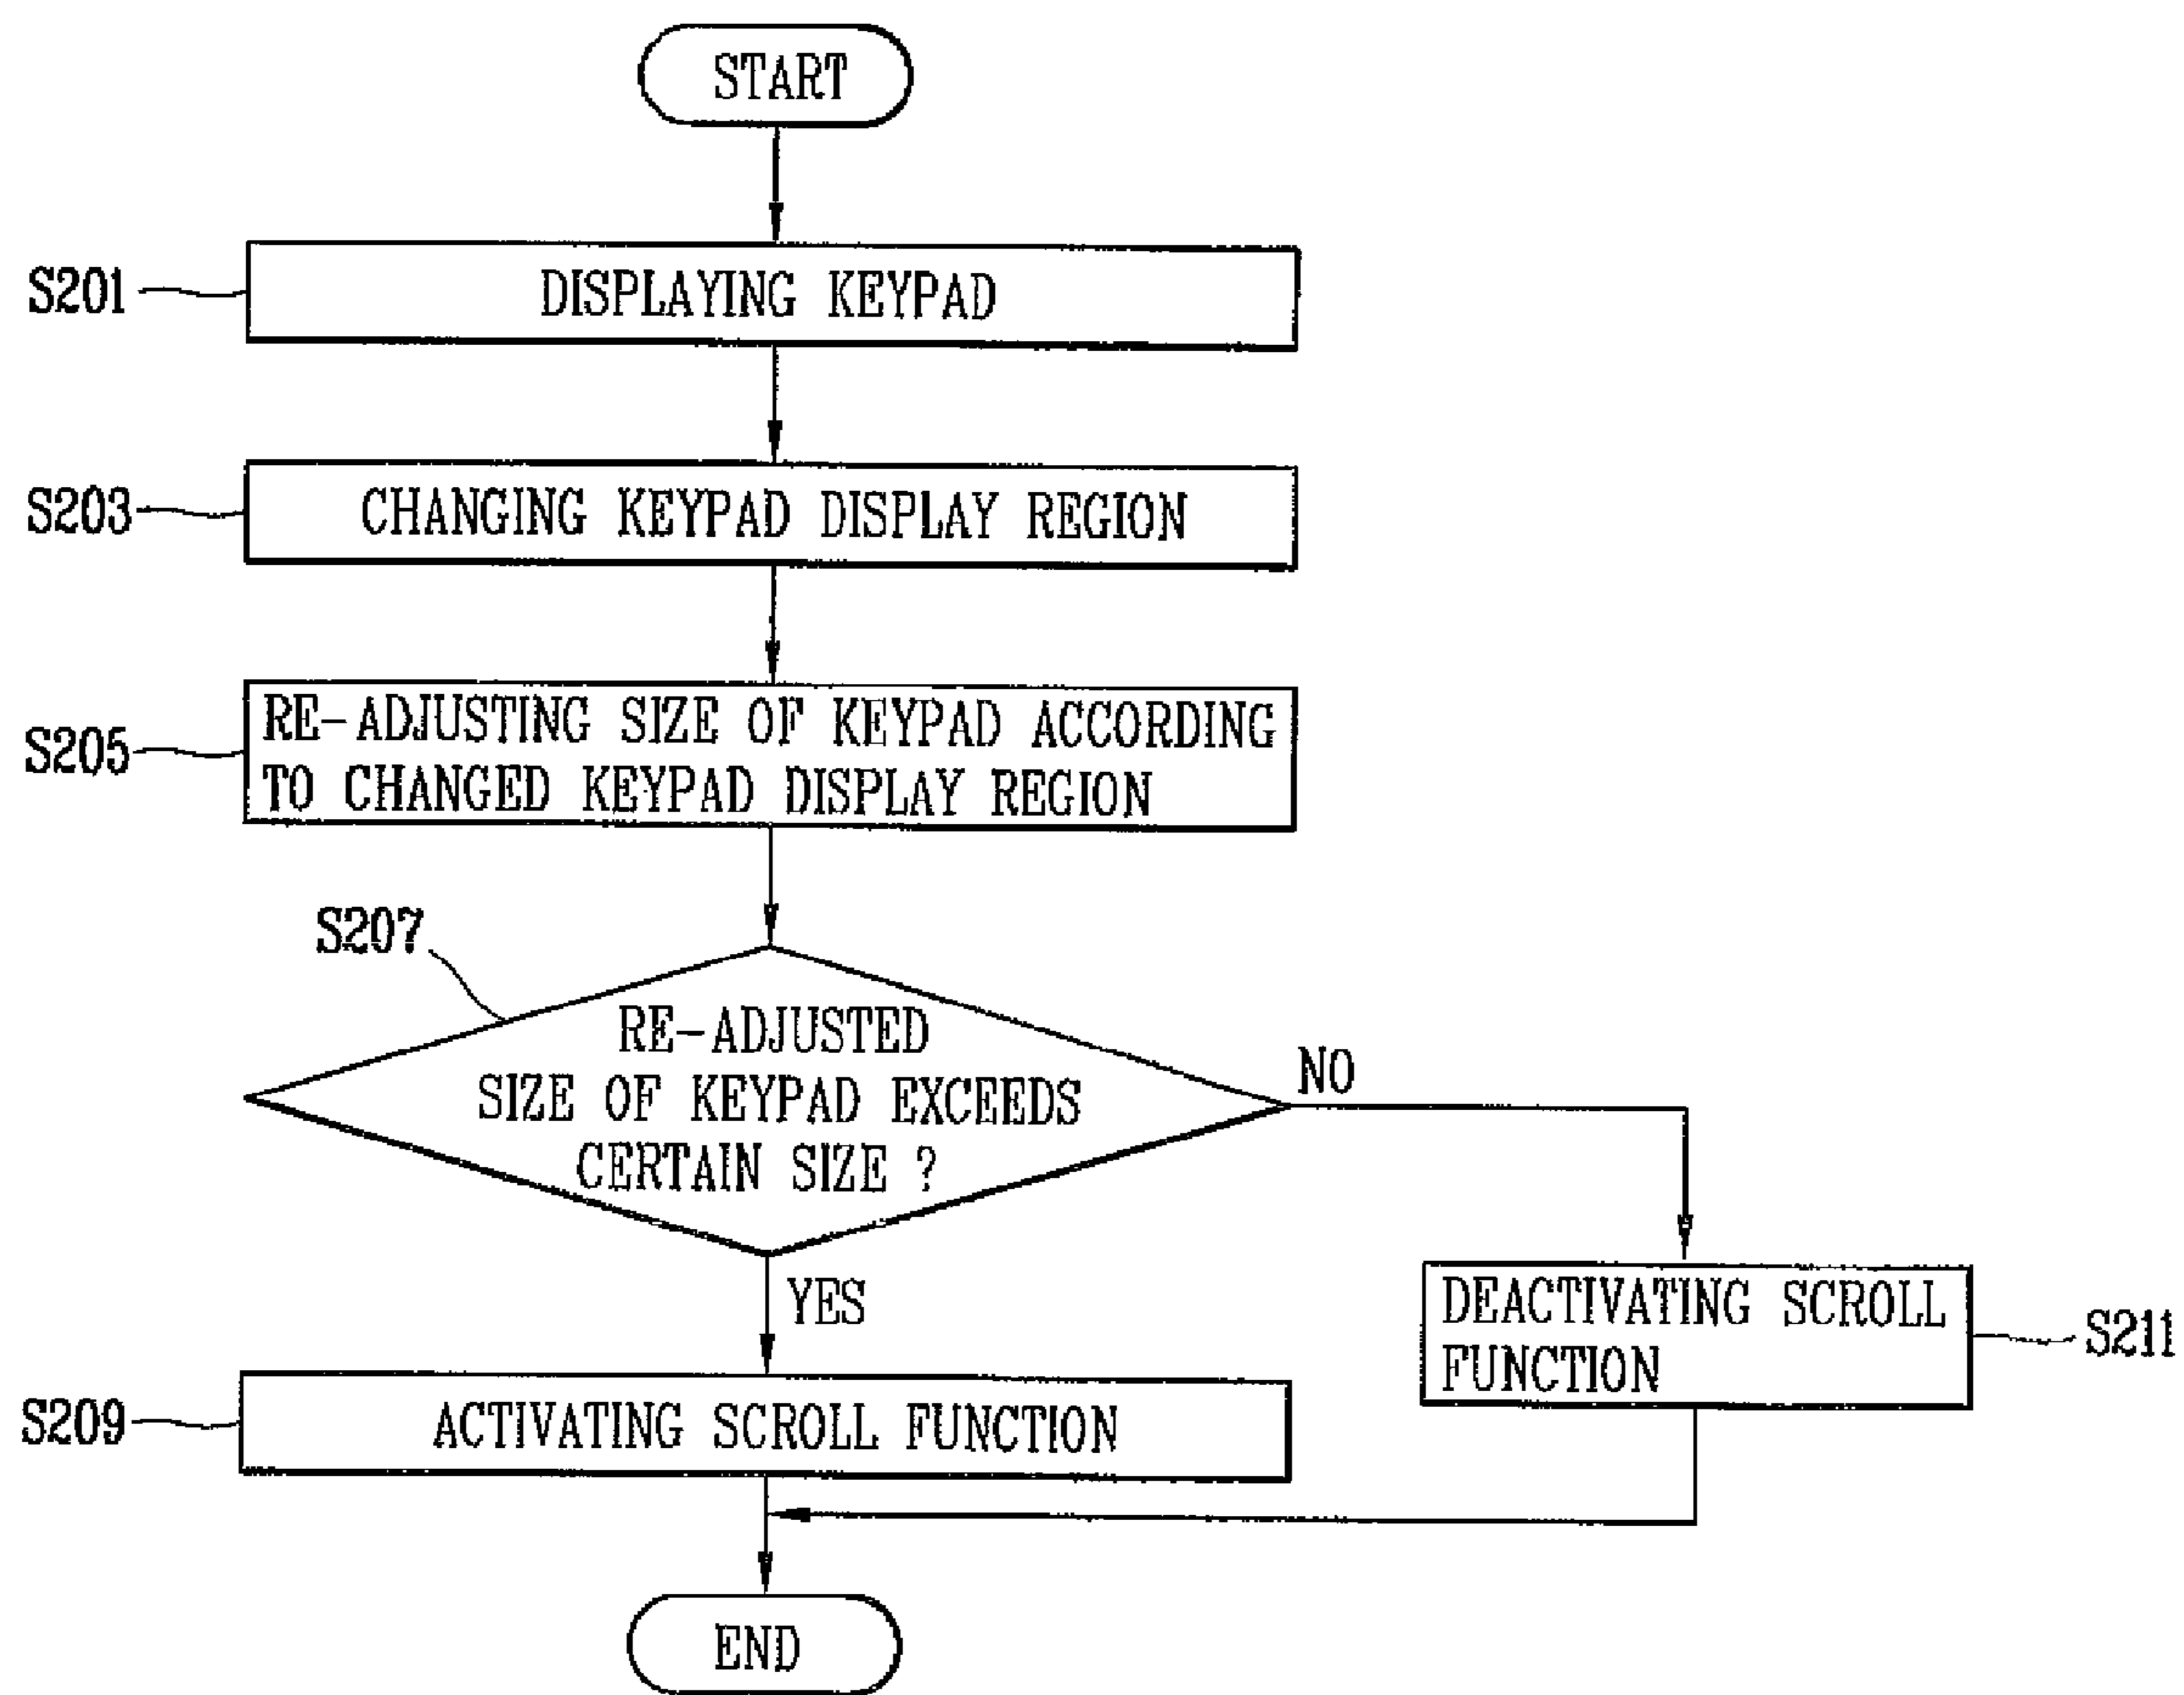 START
S201
DISPLAYING KEYPAD
S203
CHANGING KEYPAD DISPLAY REGION
S205
RE-ADJUSTING SIZE OF KEYPAD ACCORDING
TO CHANGED KEYPAD DISPLAY REGION
S207
RE-ADJUSTED
SIZE OF KEYPAD EXCEEDS
CERTAIN SIZE ?
NO
YES
DEACTIVATING SCROLL
FUNCTION
S211
S209
ACTIVATING SCROLL FUNCTION
END